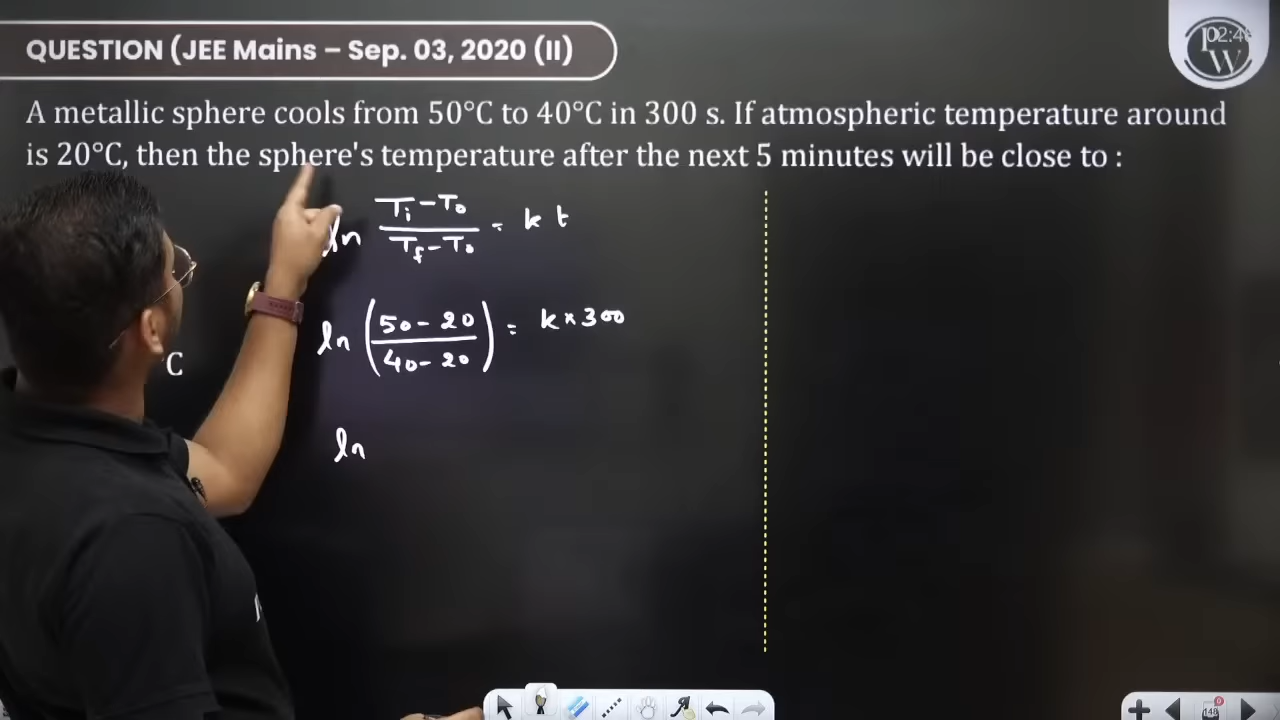 QUESTION (JEE Mains – Sep. 03, 2020 (II)
A metallic sphere cools from 50°C to 40°C in 300 s. If atmospheric temperature around
is 20°C, then the sphere's temperature after the next 5 minutes will be close to :
ln (Ti - T0)/(Tf - T0) = k t
ln ((50 - 20)/(40 - 20)) = k × 300
C
ln
W
148